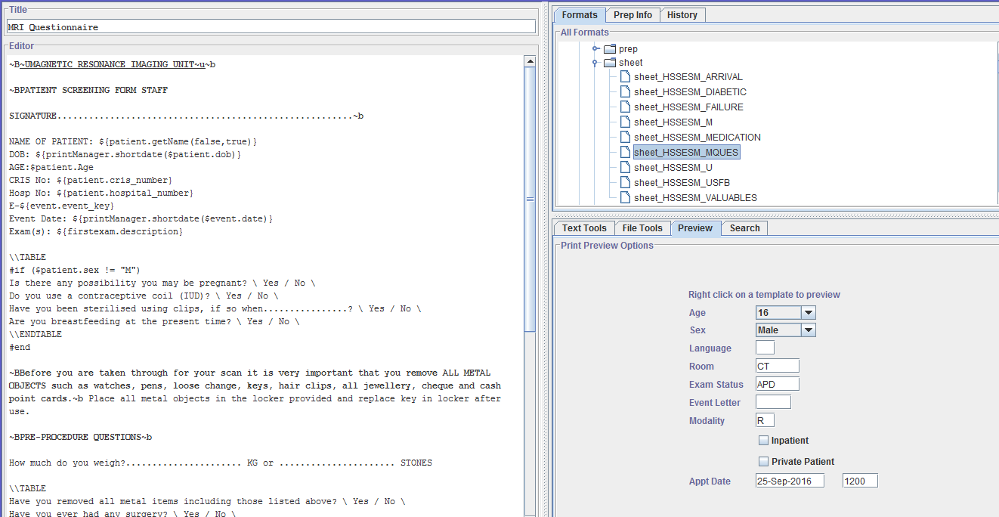 Title
MRI Questionnaire
Editor
~B~UMAGNETIC RESONANCE IMAGING UNIT~u~b
~BPATIENT SCREENING FORM STAFF
SIGNATURE........................................................~b
NAME OF PATIENT: ${patient.getName(false,true)}
DOB: ${printManager.shortdate($patient.dob)}
AGE:$patient.Age
CRIS No: ${patient.cris_number}
Hosp No: ${patient.hospital_number}
E-${event.event_key}
Event Date: ${printManager.shortdate($event.date)}
Exam(s): ${firstexam.description}
\\TABLE
#if ($patient.sex != "M")
Is there any possibility you may be pregnant? \ Yes / No \
Do you use a contraceptive coil (IUD)? \ Yes / No \
Have you been sterilised using clips, if so when................? \ Yes / No \
Are you breastfeeding at the present time? \ Yes / No \
\\ENDTABLE
#end
~BBefore you are taken through for your scan it is very important that you remove ALL METAL
OBJECTS such as watches, pens, loose change, keys, hair clips, all jewellery, cheque and cash
point cards.~b Place all metal objects in the locker provided and replace key in locker after
use.
~BPRE-PROCEDURE QUESTIONS~b
How much do you weigh?...................... KG or ...................... STONES
\\TABLE
Have you removed all metal items including those listed above? \ Yes / No \
Have you ever had any surgery? \ Yes / No \
Formats Prep Info History
All Formats
prep
sheet
sheet_HSSESM_ARRIVAL
sheet_HSSESM_DIABETIC
sheet_HSSESM_FAILURE
sheet_HSSESM_M
sheet_HSSESM_MEDICATION
sheet_HSSESM_MQUES
sheet_HSSESM_U
sheet_HSSESM_USFB
sheet_HSSESM_VALUABLES
Text Tools File Tools Preview Search
Print Preview Options
Right click on a template to preview
Age 16
Sex Male
Language
Room CT
Exam Status APD
Event Letter
Modality R
Inpatient
Private Patient
Appt Date 25-Sep-2016 1200